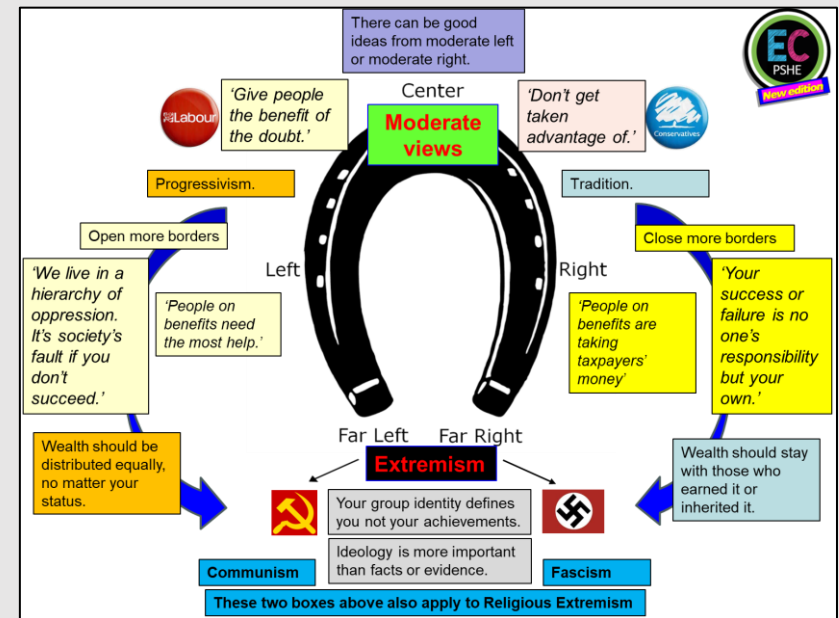 There can be good
ideas from moderate left
or moderate right.
EC
PSHE
New edition
Labour
'Give people
the benefit of
the doubt.'
Center
Moderate
views
'Don't get
taken
advantage of.'
Conservatives
Progressivism.
Tradition.
Open more borders
Close more borders
'We live in a
hierarchy of
oppression.
It's society's
fault if you
don't
succeed.'
'People on
benefits need
the most help.'
Left
Right
'People on
benefits are
taking
taxpayers'
money'
'Your
success or
failure is no
one's
responsibility
but your
own.'
Far Left
Far Right
Extremism
Wealth should be
distributed equally,
no matter your
status.
Wealth should stay
with those who
earned it or
inherited it.
Your group identity defines
you not your achievements.
Ideology is more important
than facts or evidence.
Communism
Fascism
These two boxes above also apply to Religious Extremism